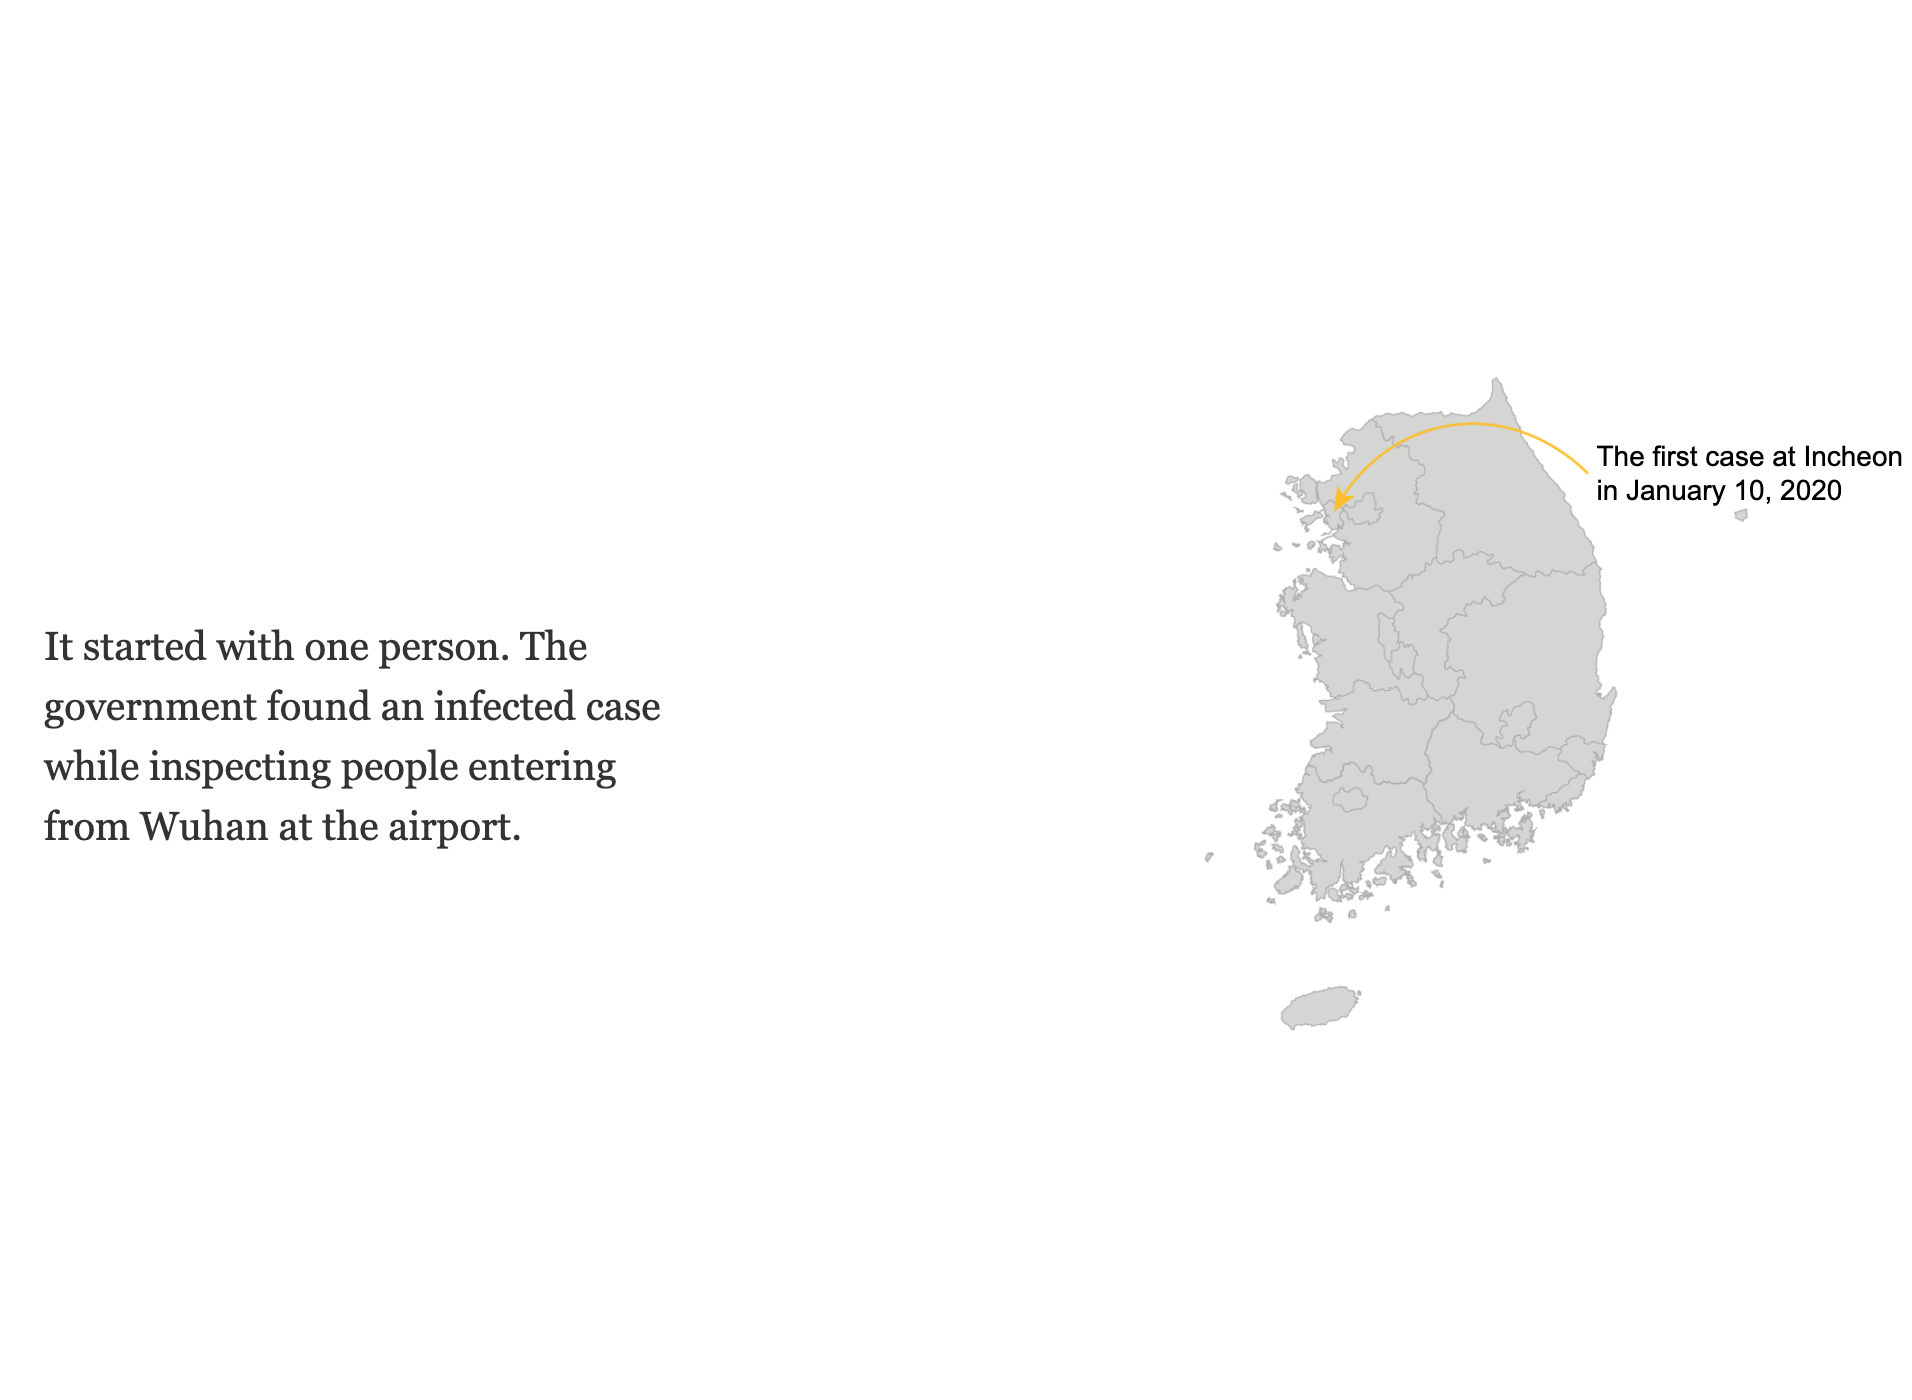 It started with one person. The
government found an infected case
while inspecting people entering
from Wuhan at the airport.
The first case at Incheon
in January 10, 2020